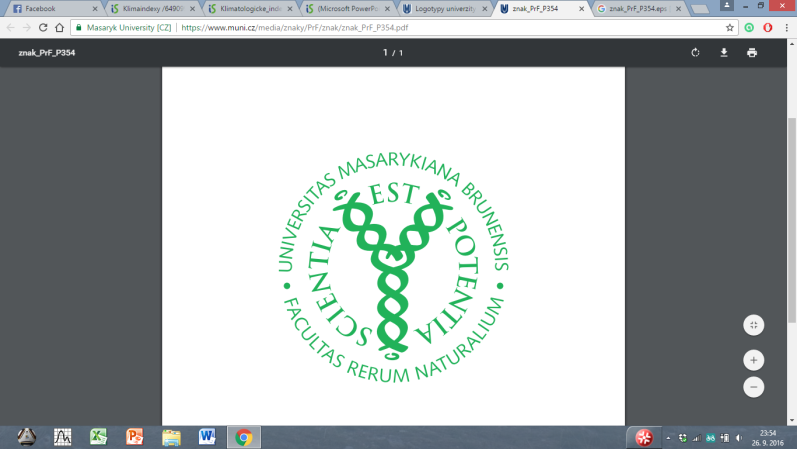 Facebook
Klimaindexy /64909
Klimatologicke_inde
(Microsoft PowerPo
Logotypy univerzity
znak_PrF_P354
znak_PrF_P354.eps
Masaryk University [CZ]
https://www.muni.cz/media/znaky/PrF/znak/znak_PrF_P354.pdf
znak_PrF_P354
1 / 1
UNIVERSITAS MASARYKIANA BRUNENSIS
SCIENTIA EST POTENTIA
• FACULTAS RERUM NATURALIUM •
23:54
26. 9. 2016